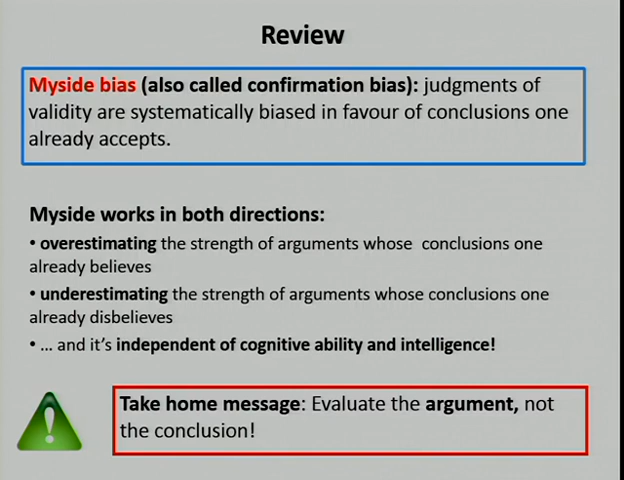 Review
Myside bias (also called confirmation bias): judgments of
validity are systematically biased in favour of conclusions one
already accepts.
Myside works in both directions:
• overestimating the strength of arguments whose conclusions one
already believes
• underestimating the strength of arguments whose conclusions one
already disbelieves
• ... and it's independent of cognitive ability and intelligence!
Take home message: Evaluate the argument, not
the conclusion!